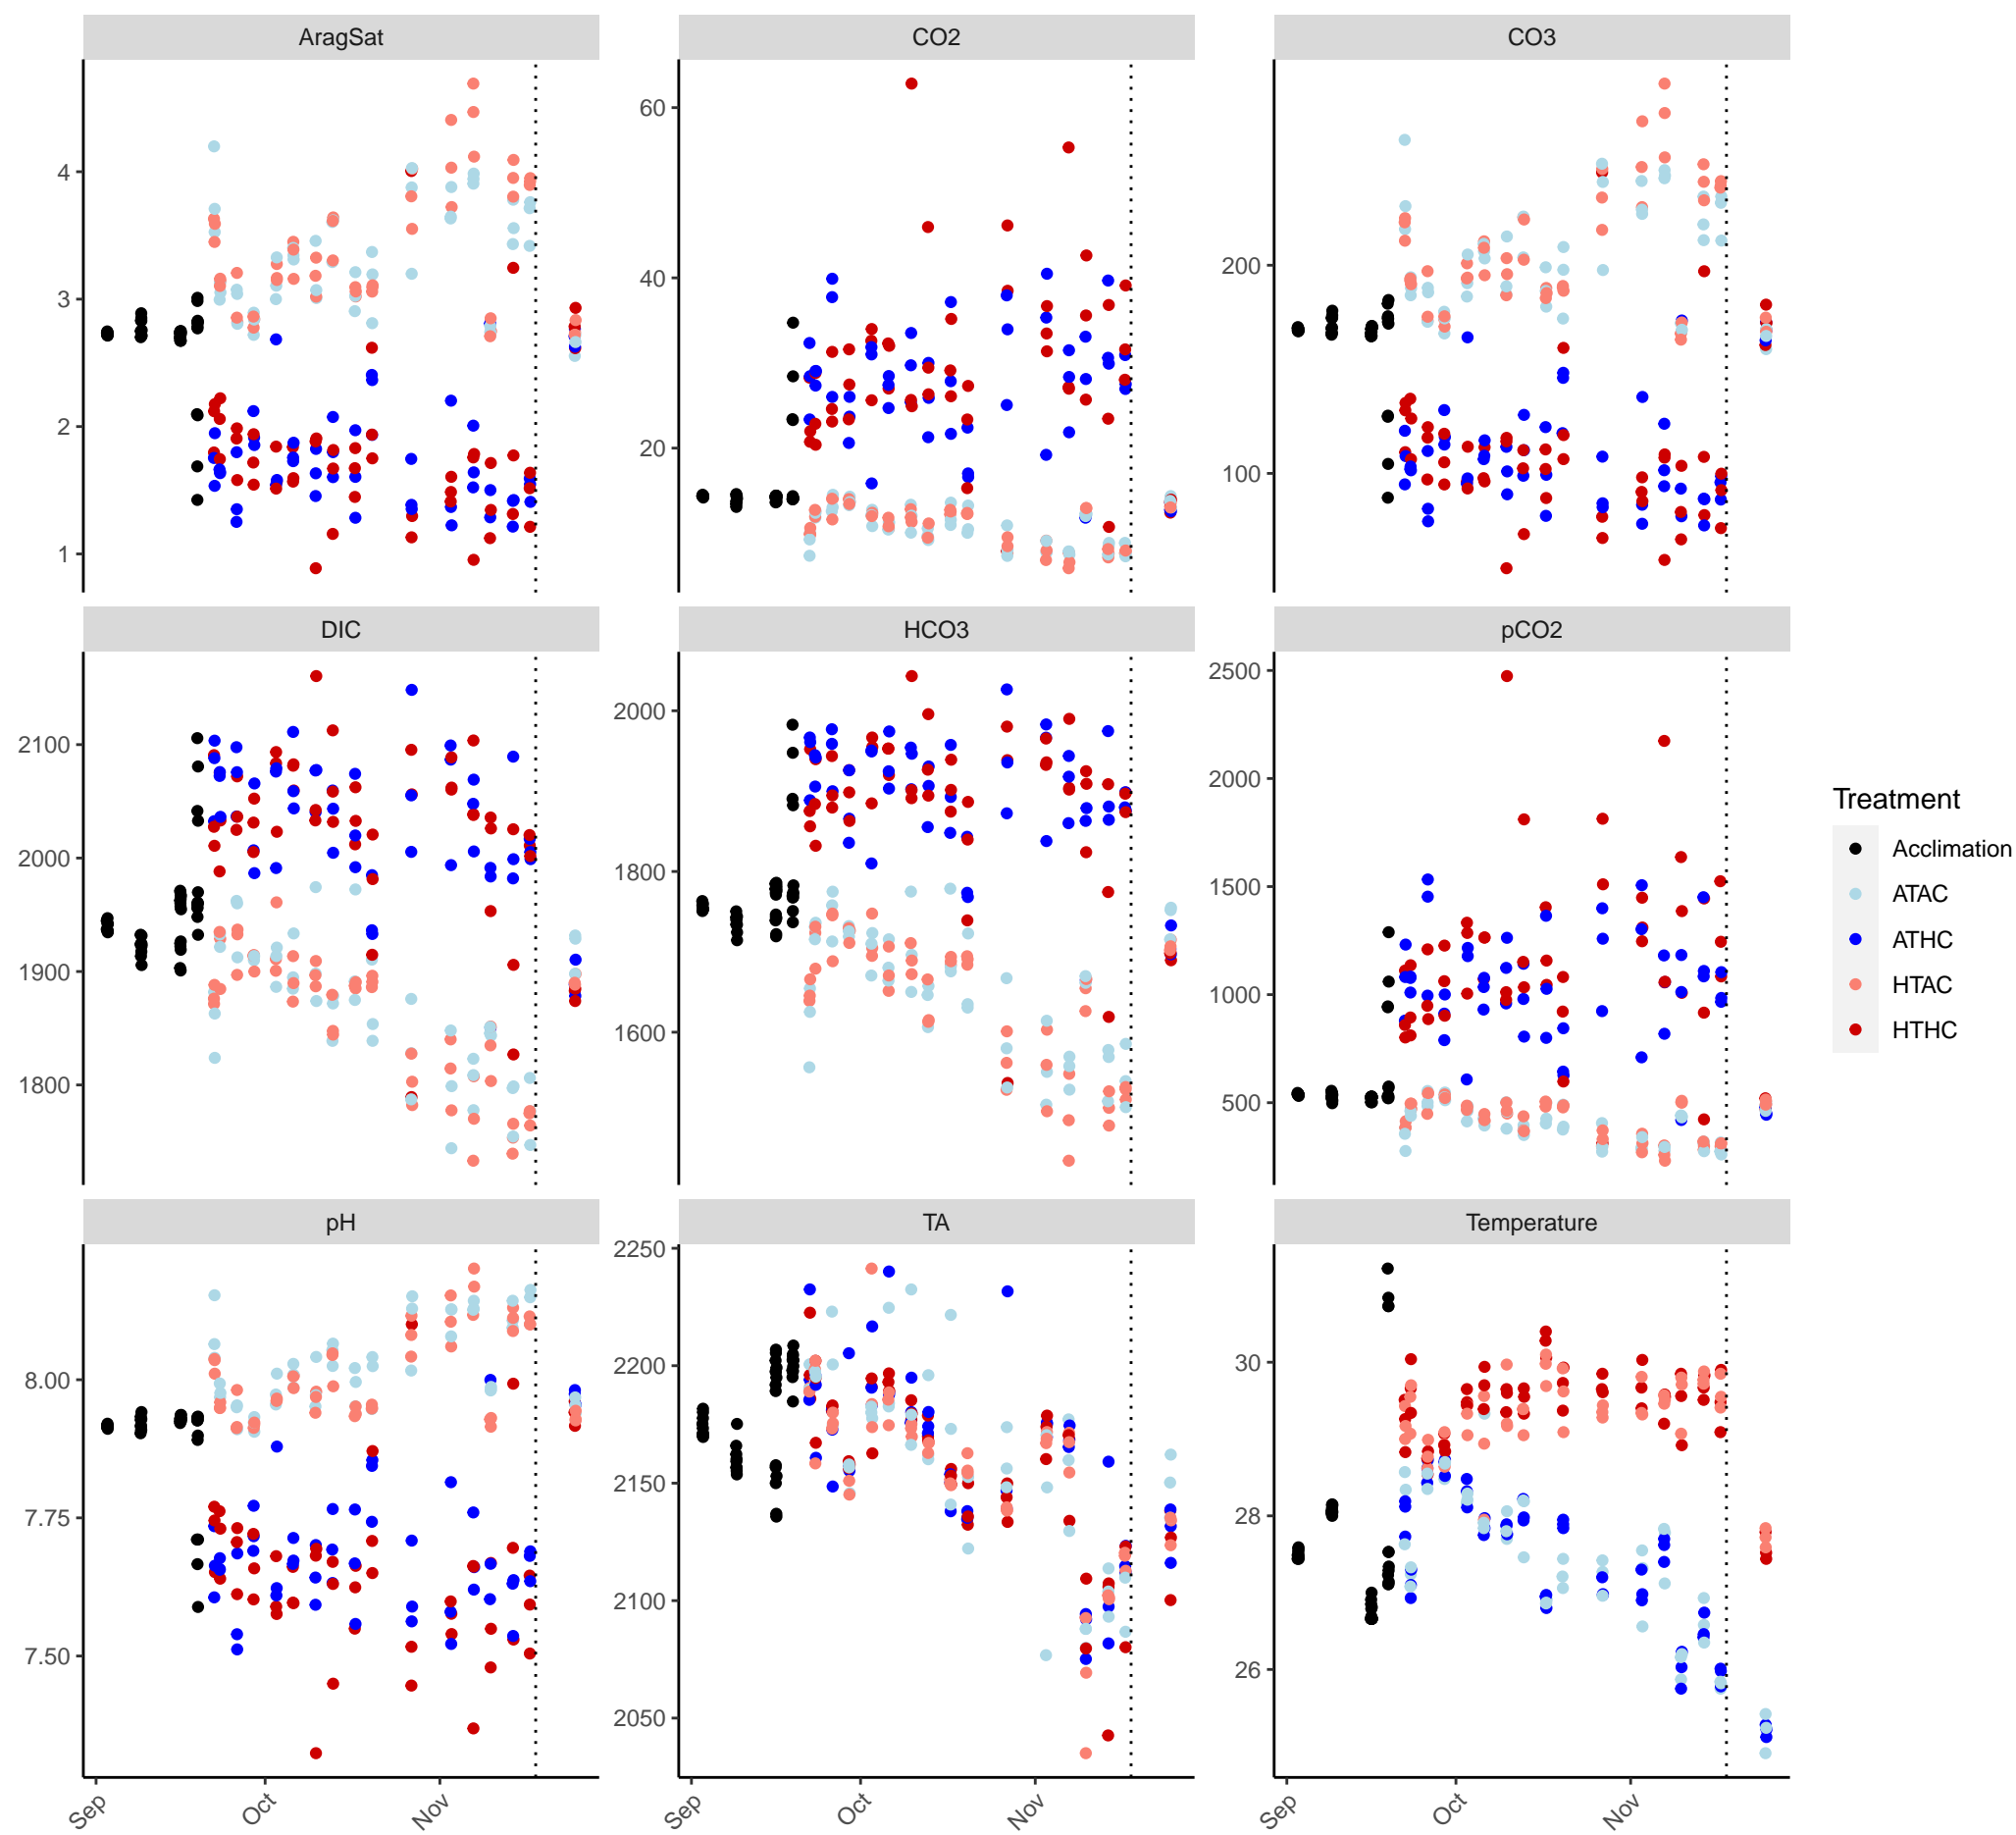 AragSat
CO2
CO3
4
3
2
1
60
40
20
200
100
DIC
HCO3
pCO2
2100
2000
1900
1800
2000
1800
1600
2500
2000
1500
1000
500
pH
TA
Temperature
8.00
7.75
7.50
2250
2200
2150
2100
2050
30
28
26
Sep
Oct
Nov
Sep
Oct
Nov
Sep
Oct
Nov
Treatment
Acclimation
ATAC
ATHC
HTAC
HTHC